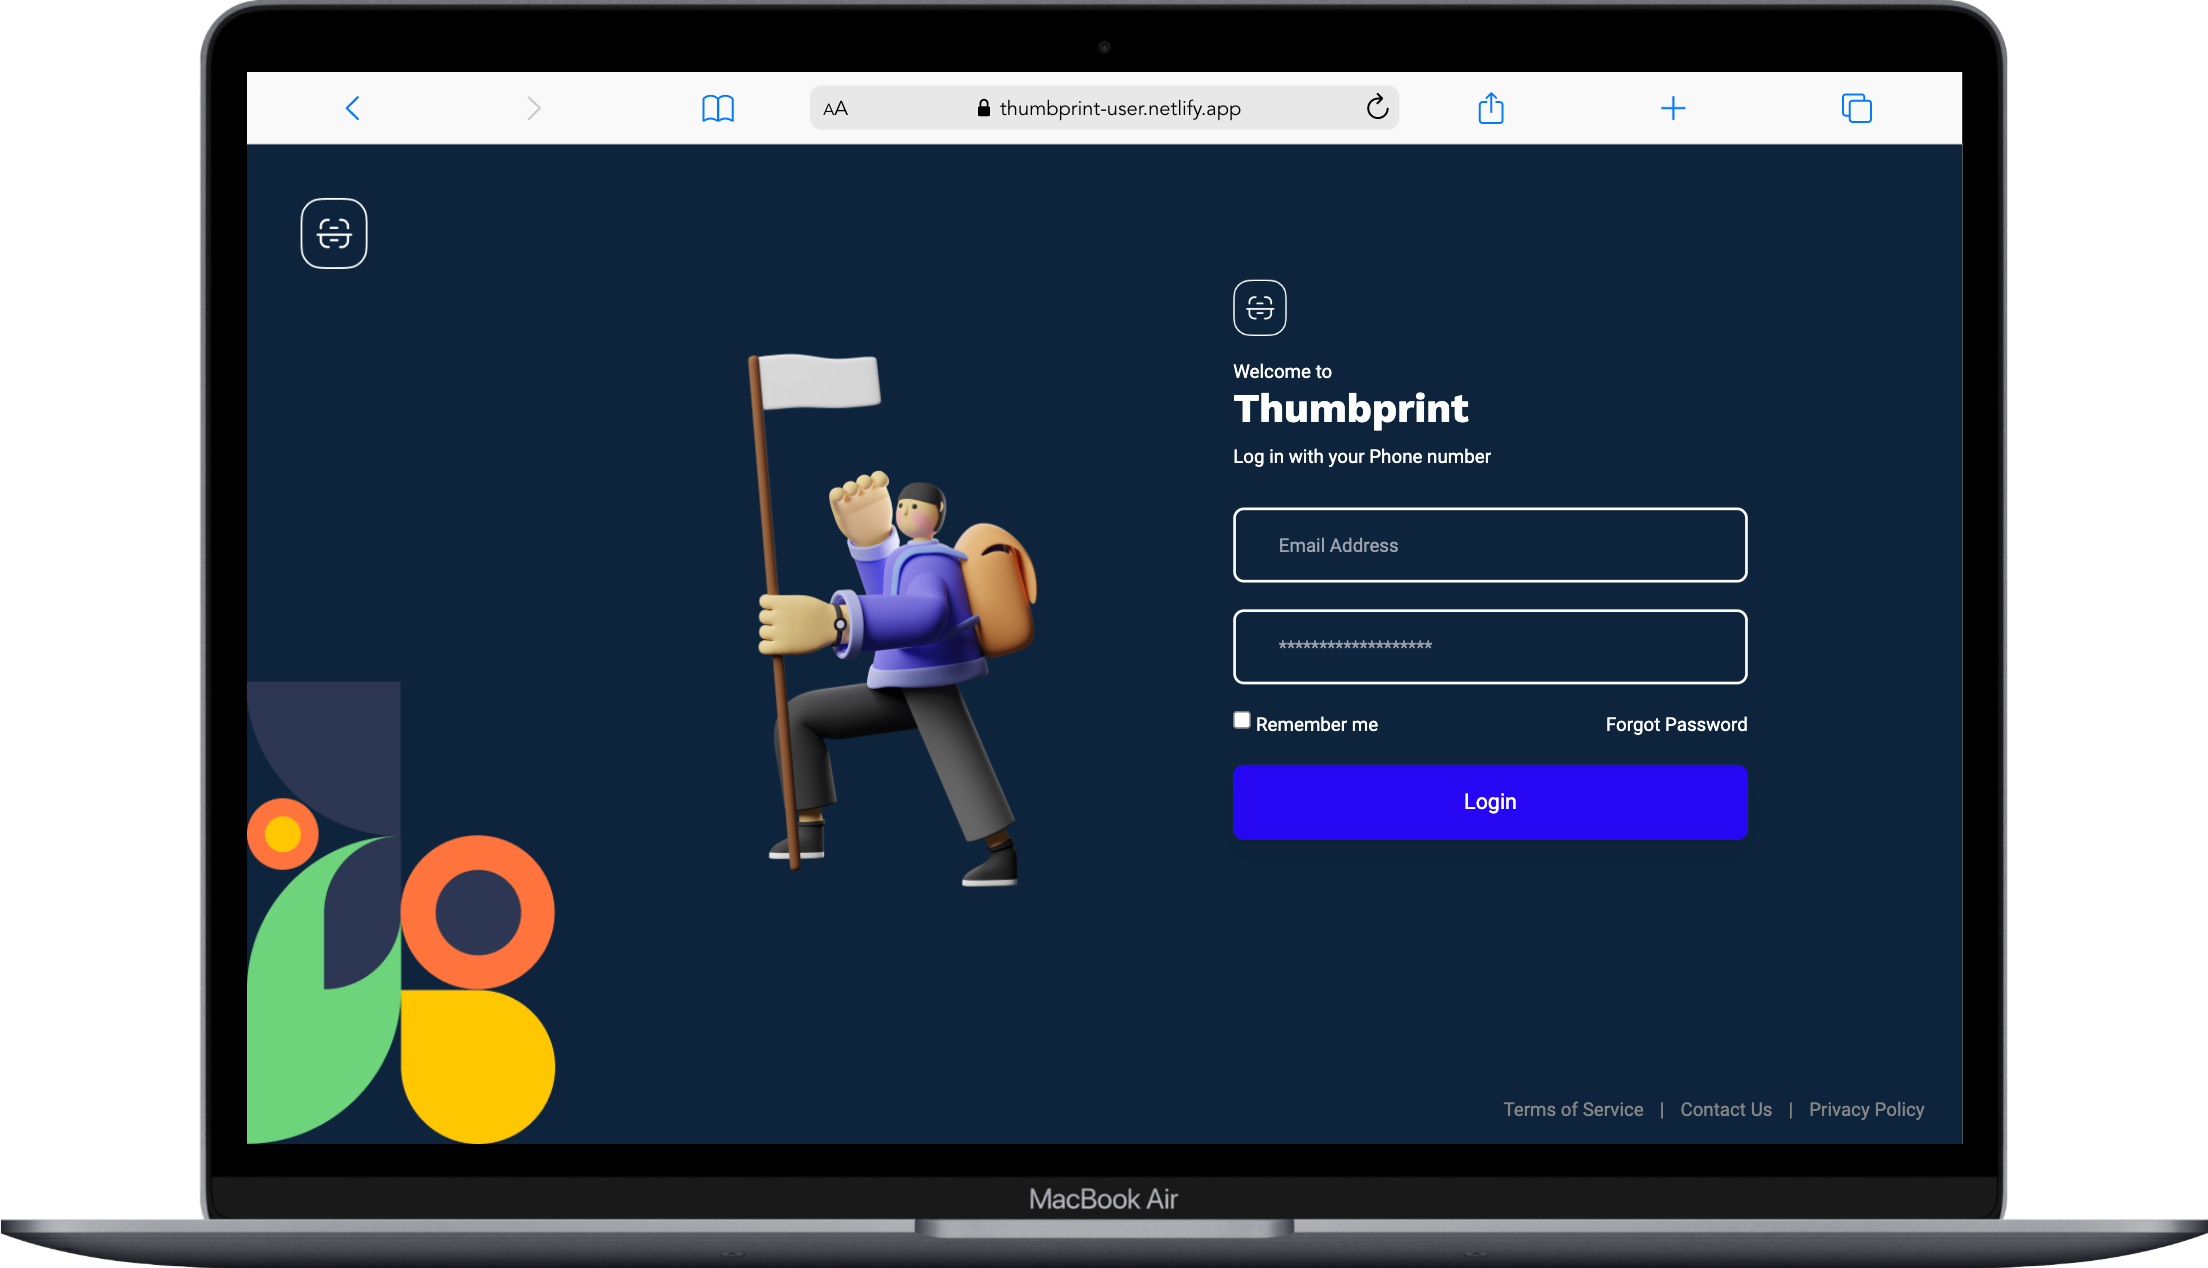 AA thumbprint-user.netlify.app
Welcome to
Thumbprint
Log in with your Phone number
Email Address
*******************
Remember me Forgot Password
Login
Terms of Service | Contact Us | Privacy Policy
MacBook Air